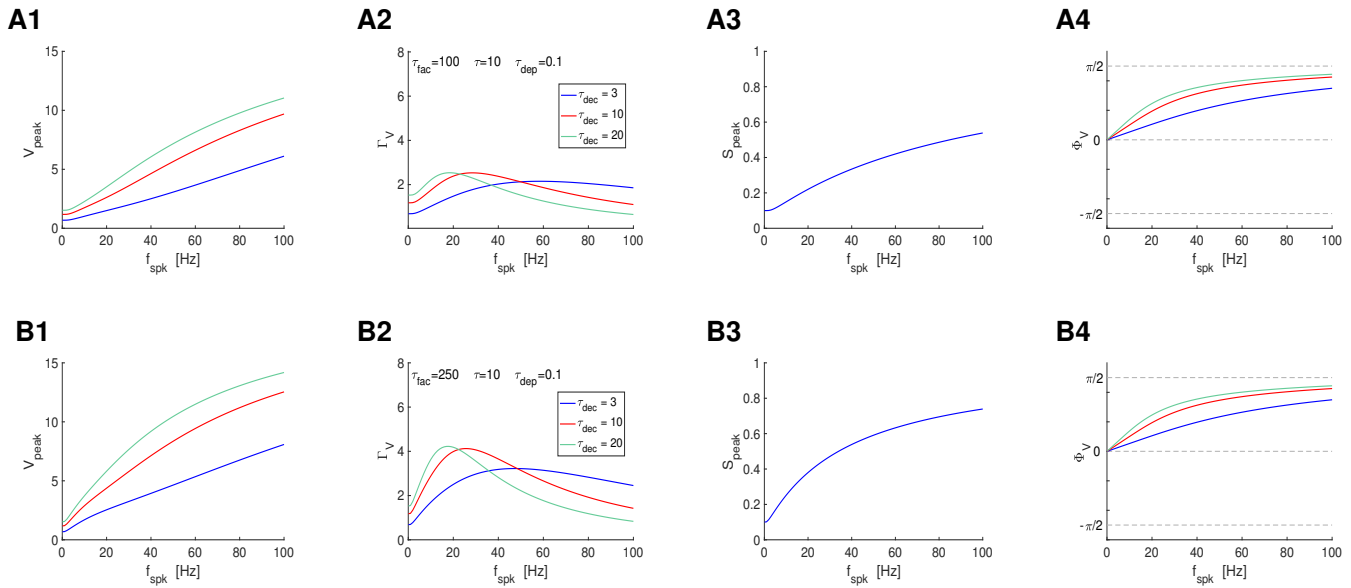 A1
A2
A3
A4
15
10
5
0
V_peak
0 20 40 60 80 100
f_spk [Hz]
8
6
4
2
Γ_V
τ_fac=100 τ=10 τ_dep=0.1
τ_dec = 3
τ_dec = 10
τ_dec = 20
0 20 40 60 80 100
f_spk [Hz]
1
0.8
0.6
0.4
0.2
0
S_peak
0 20 40 60 80 100
f_spk [Hz]
π/2
0
-π/2
Φ_V
0 20 40 60 80 100
f_spk [Hz]
B1
B2
B3
B4
15
10
5
0
V_peak
0 20 40 60 80 100
f_spk [Hz]
8
6
4
2
0
Γ_V
τ_fac=250 τ=10 τ_dep=0.1
τ_dec = 3
τ_dec = 10
τ_dec = 20
0 20 40 60 80 100
f_spk [Hz]
1
0.8
0.6
0.4
0.2
0
S_peak
0 20 40 60 80 100
f_spk [Hz]
π/2
0
-π/2
Φ_V
0 20 40 60 80 100
f_spk [Hz]